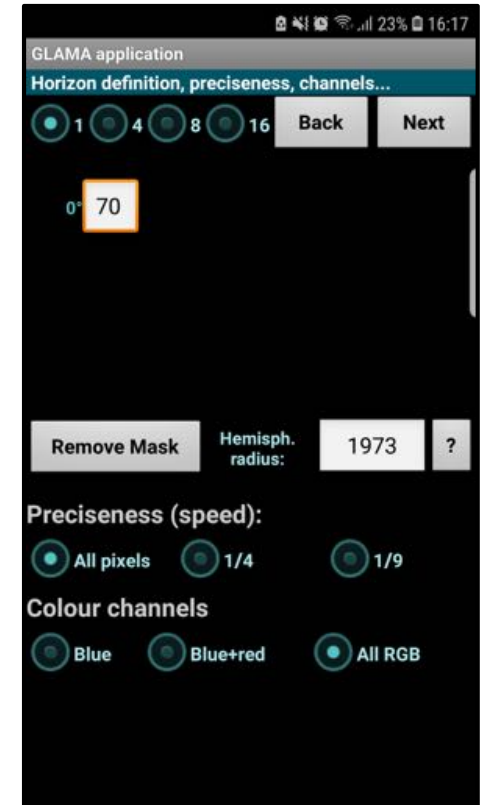 23% 16:17
GLAMA application
Horizon definition, preciseness, channels...
1 4 8 16 Back Next
0° 70
Remove Mask Hemisph. radius: 1973 ?
Preciseness (speed):
All pixels 1/4 1/9
Colour channels
Blue Blue+red All RGB